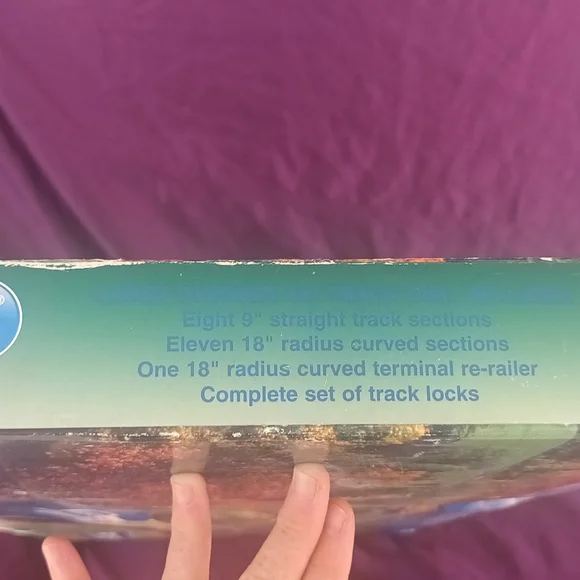 Eight 9" straight track sections
Eleven 18" radius curved sections
One 18" radius curved terminal re-railer
Complete set of track locks